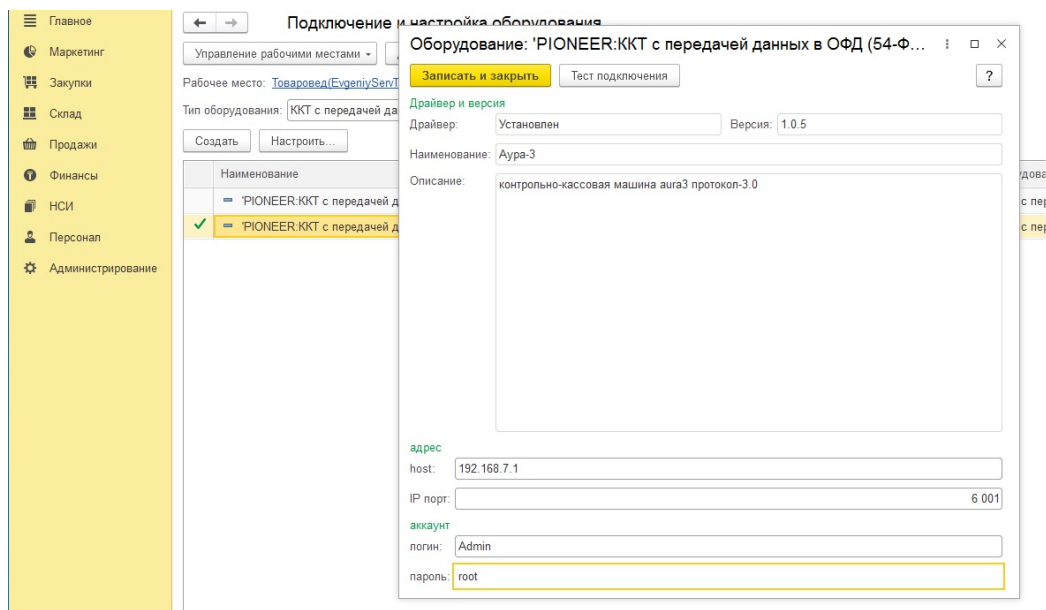 Главное
Маркетинг
Закупки
Склад
Продажи
Финансы
НСИ
Персонал
Администрирование
Подключение и настройка оборудования
Управление рабочими местами
Рабочее место: Товаровед(EvgeniyServT
Тип оборудования: ККТ с передачей да
Создать Настроить...
Наименование
'PIONEER:ККТ с передачей д
'PIONEER:ККТ с передачей д
Оборудование: 'PIONEER:ККТ с передачей данных в ОФД (54-Ф...
Записать и закрыть Тест подключения ?
Драйвер и версия
Драйвер: Установлен Версия: 1.0.5
Наименование: Аура-3
Описание: контрольно-кассовая машина aura3 протокол-3.0
адрес
host: 192.168.7.1
IP порт: 6 001
аккаунт
логин: Admin
пароль: root